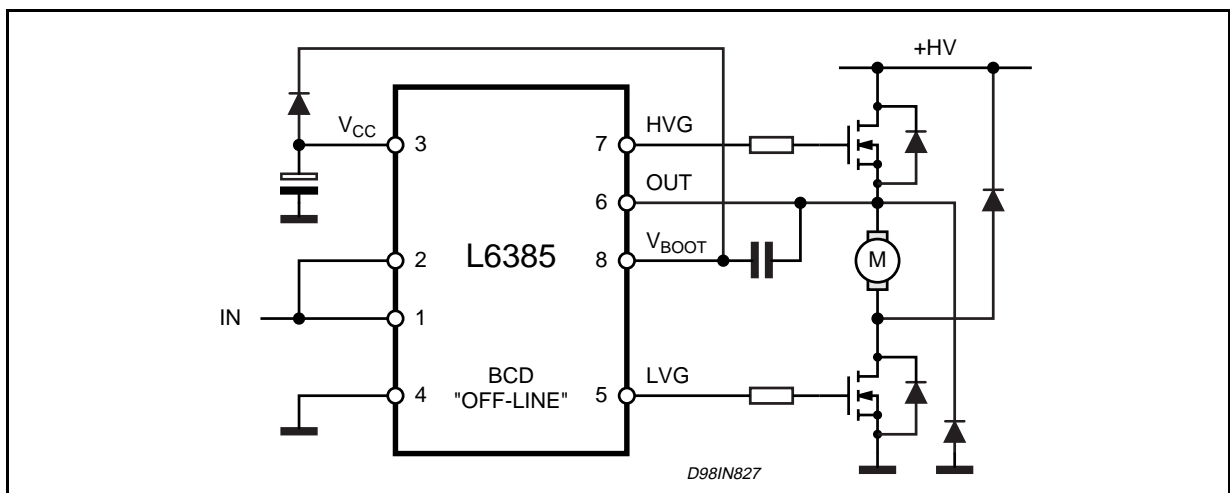 +HV
V_CC
3
7
HVG
6
OUT
8
V_BOOT
2
L6385
M
IN
1
4
BCD
"OFF-LINE"
5
LVG
D98IN827